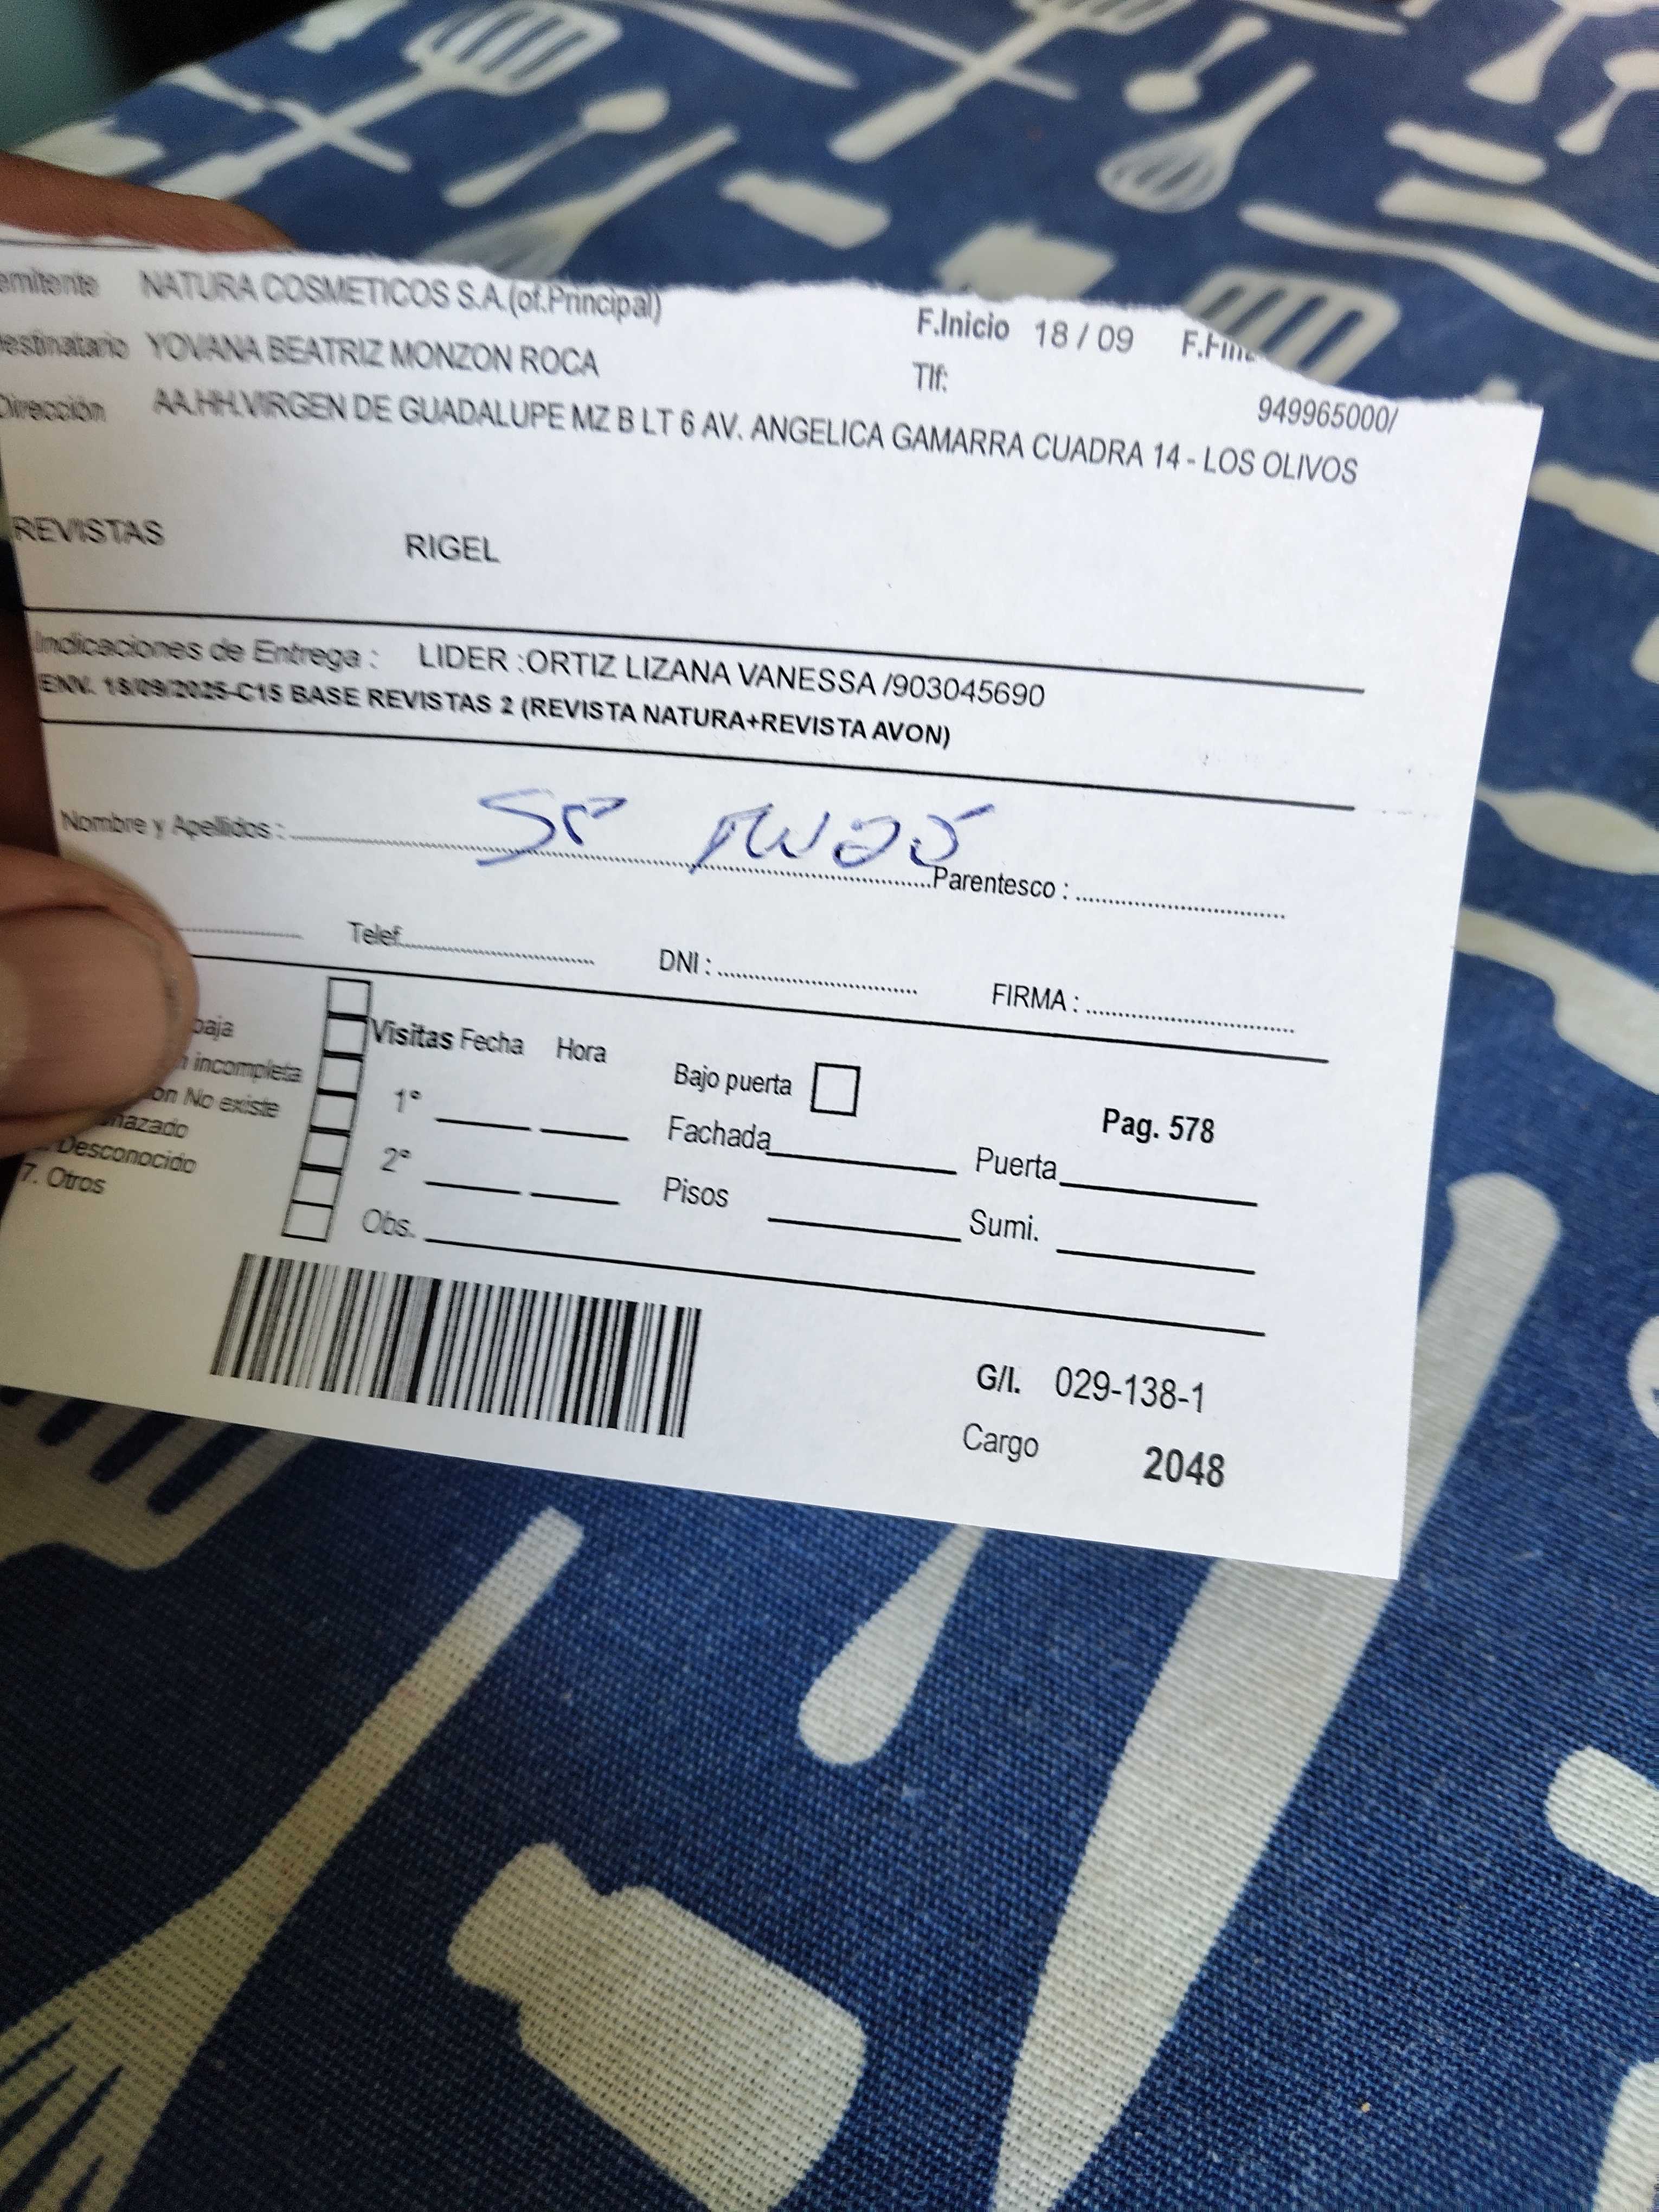 emitente NATURA COSMETICOS S.A.(of.Principal) F.Inicio 18 / 09
estinatario YOVANA BEATRIZ MONZON ROCA Tlf: 949965000/
Dirección AA.HH.VIRGEN DE GUADALUPE MZ B LT 6 AV. ANGELICA GAMARRA CUADRA 14 - LOS OLIVOS
REVISTAS RIGEL
Indicaciones de Entrega : LIDER :ORTIZ LIZANA VANESSA /903045690
ENV. 18/09/2025-C15 BASE REVISTAS 2 (REVISTA NATURA+REVISTA AVON)
Nombre y Apellidos : Parentesco :
Telef. DNI : FIRMA :
baja Visitas Fecha Hora Bajo puerta Pag. 578
n incompleta 1° Fachada Puerta
on No existe
hazado 2° Pisos Sumi.
Desconocido
7. Otros Obs.
G/I. 029-138-1
Cargo 2048